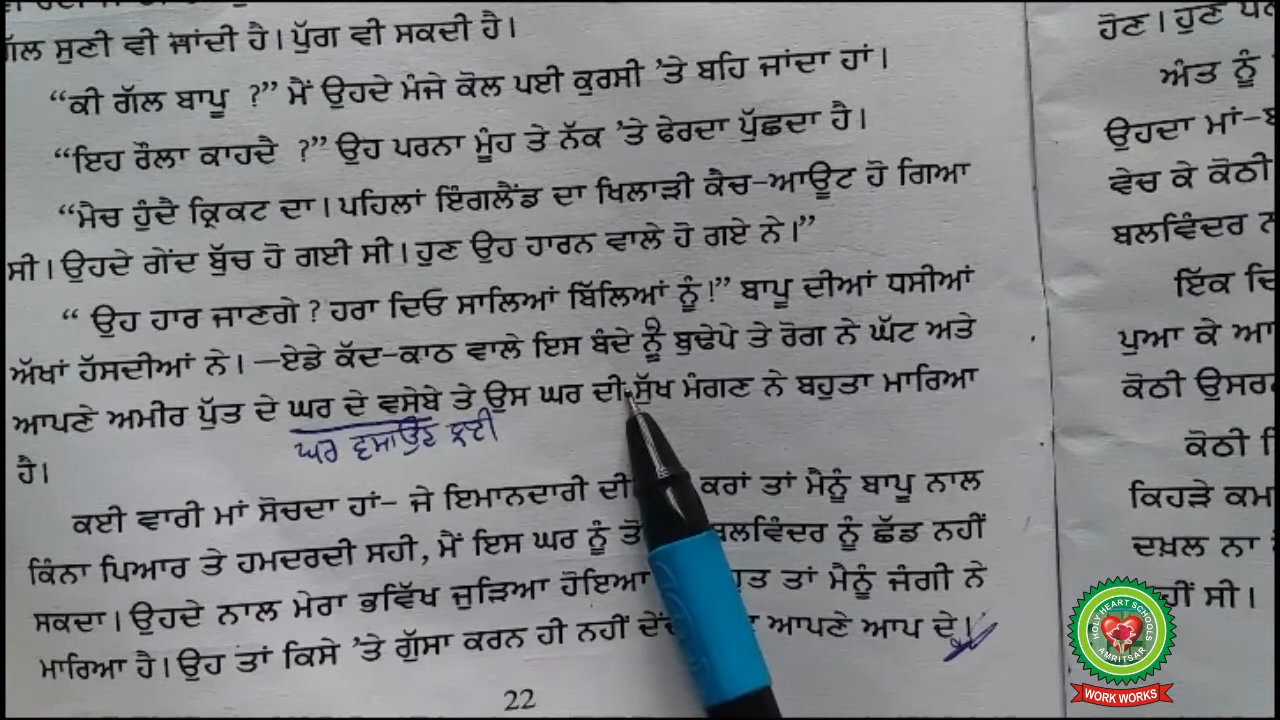 ਗੱਲ ਸੁਣੀ ਵੀ ਜਾਂਦੀ ਹੈ। ਪੁੱਗ ਵੀ ਸਕਦੀ ਹੈ।
“ਕੀ ਗੱਲ ਬਾਪੂ ?” ਮੈਂ ਉਹਦੇ ਮੰਜੇ ਕੋਲ ਪਈ ਕੁਰਸੀ ’ਤੇ ਬਹਿ ਜਾਂਦਾ ਹਾਂ।
“ਇਹ ਰੌਲਾ ਕਾਹਦੈ ?” ਉਹ ਪਰਨਾ ਮੂੰਹ ਤੇ ਨੱਕ ’ਤੇ ਫੇਰਦਾ ਪੁੱਛਦਾ ਹੈ।
“ਮੈਚ ਹੁੰਦੈ ਕ੍ਰਿਕਟ ਦਾ। ਪਹਿਲਾਂ ਇੰਗਲੈਂਡ ਦਾ ਖਿਲਾੜੀ ਕੈਚ-ਆਊਟ ਹੋ ਗਿਆ
ਸੀ। ਉਹਦੇ ਗੇਂਦ ਬੁੱਚ ਹੋ ਗਈ ਸੀ। ਹੁਣ ਉਹ ਹਾਰਨ ਵਾਲੇ ਹੋ ਗਏ ਨੇ।”
“ ਉਹ ਹਾਰ ਜਾਣਗੇ ? ਹਰਾ ਦਿਓ ਸਾਲਿਆਂ ਬਿੱਲਿਆਂ ਨੂੰ !” ਬਾਪੂ ਦੀਆਂ ਧਸੀਆਂ
ਅੱਖਾਂ ਹੱਸਦੀਆਂ ਨੇ। —ਏਡੇ ਕੱਦ-ਕਾਠ ਵਾਲੇ ਇਸ ਬੰਦੇ ਨੂੰ ਬੁਢੇਪੇ ਤੇ ਰੋਗ ਨੇ ਘੱਟ ਅਤੇ
ਆਪਣੇ ਅਮੀਰ ਪੁੱਤ ਦੇ ਘਰ ਦੇ ਵਸੇਬੇ ਤੇ ਉਸ ਘਰ ਦੀ ਸੁੱਖ ਮੰਗਣ ਨੇ ਬਹੁਤਾ ਮਾਰਿਆ
ਘਰ ਵਸਾਉਣ ਲਈ
ਹੈ।
ਕਈ ਵਾਰੀ ਮਾਂ ਸੋਚਦਾ ਹਾਂ- ਜੇ ਇਮਾਨਦਾਰੀ ਦੀ ਕਰਾਂ ਤਾਂ ਮੈਨੂੰ ਬਾਪੂ ਨਾਲ
ਕਿੰਨਾ ਪਿਆਰ ਤੇ ਹਮਦਰਦੀ ਸਹੀ, ਮੈਂ ਇਸ ਘਰ ਨੂੰ ਬਲਵਿੰਦਰ ਨੂੰ ਛੱਡ ਨਹੀਂ
ਸਕਦਾ। ਉਹਦੇ ਨਾਲ ਮੇਰਾ ਭਵਿੱਖ ਜੁੜਿਆ ਹੋਇਆ ਤਾਂ ਮੈਨੂੰ ਜੰਗੀ ਨੇ
ਮਾਰਿਆ ਹੈ। ਉਹ ਤਾਂ ਕਿਸੇ ’ਤੇ ਗੁੱਸਾ ਕਰਨ ਹੀ ਨਹੀਂ ਆਪਣੇ ਆਪ ਦੇ।
22
ਹੋਣ। ਹੁਣ
ਅੰਤ ਨੂੰ
ਉਹਦਾ ਮਾਂ-
ਵੇਚ ਕੇ ਕੋਠੀ
ਬਲਵਿੰਦਰ
ਇੱਕ
ਪੁਆ ਕੇ
ਕੋਠੀ
ਕੋਠੀ
ਕਿਹੜੇ
ਦਖ਼ਲ ਨਾ
ਸੀ।
HOLY HEART SCHOOLS
AMRITSAR
WORK WORKS